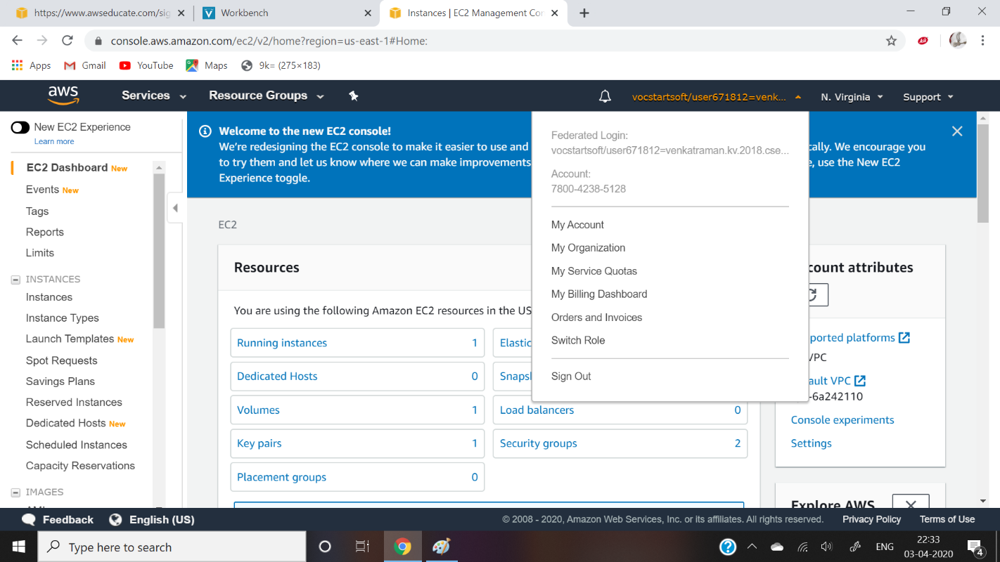 https://www.awseducate.com/sig
Workbench
Instances | EC2 Management Con
console.aws.amazon.com/ec2/v2/home?region=us-east-1#Home:
Apps
Gmail
YouTube
Maps
9k= (275×183)
aws
Services
Resource Groups
vocstartsoft/user671812=venk...
N. Virginia
Support
New EC2 Experience
Learn more
EC2 Dashboard New
Events New
Tags
Reports
Limits
INSTANCES
Instances
Instance Types
Launch Templates New
Spot Requests
Savings Plans
Reserved Instances
Dedicated Hosts New
Scheduled Instances
Capacity Reservations
IMAGES
Welcome to the new EC2 console!
We're redesigning the EC2 console to make it easier to use and
cally. We encourage you
to try them and let us know where we can make improvements
e, use the New EC2
Experience toggle.
Federated Login:
vocstartsoft/user671812=venkatraman.kv.2018.cse...
Account:
7800-4238-5128
My Account
My Organization
My Service Quotas
My Billing Dashboard
Orders and Invoices
Switch Role
Sign Out
EC2
Resources
You are using the following Amazon EC2 resources in the US
Running instances 1
Elastic
Dedicated Hosts 0
Snaps
Volumes 1
Load balancers 0
Key pairs 1
Security groups 2
Placement groups 0
count attributes
ported platforms
VPC
ault VPC
-6a242110
Console experiments
Settings
Explore AWS
Feedback
English (US)
© 2008 - 2020, Amazon Web Services, Inc. or its affiliates. All rights reserved.
Privacy Policy
Terms of Use
Type here to search
ENG
22:33
03-04-2020
4